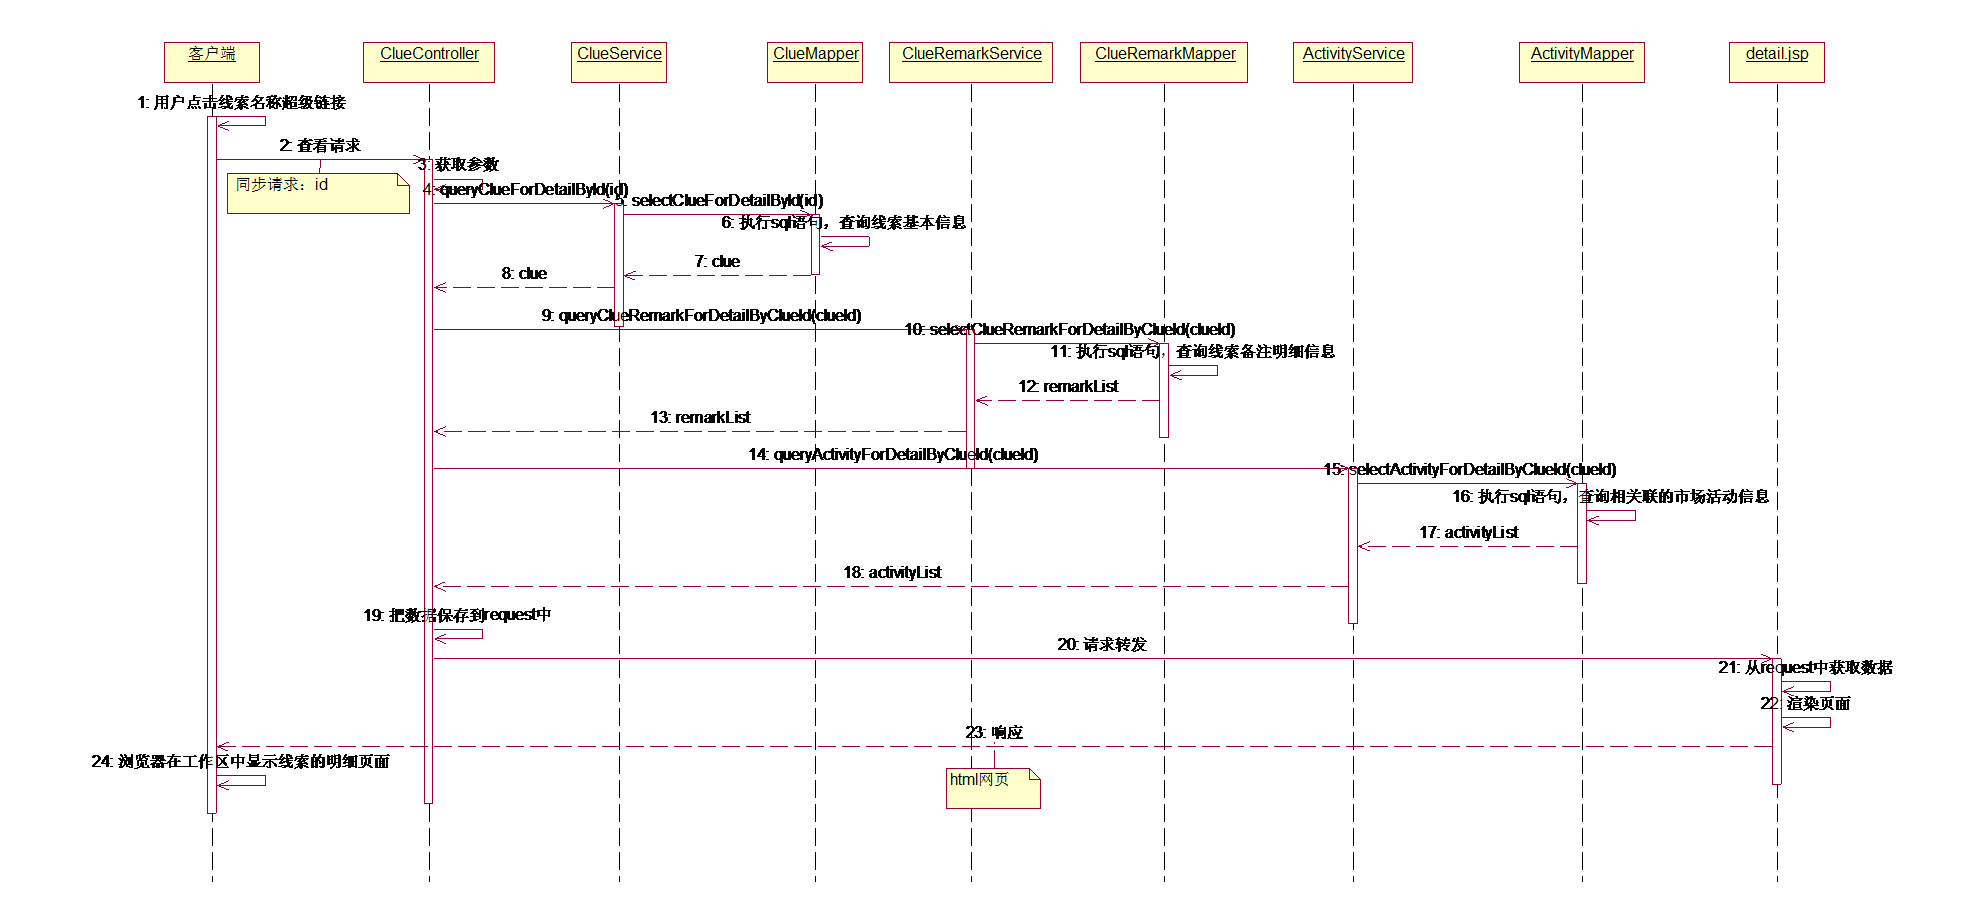 客户端
ClueController
ClueService
ClueMapper
ClueRemarkService
ClueRemarkMapper
ActivityService
ActivityMapper
detail.jsp
1: 用户点击线索名称超级链接
2: 查看请求
同步请求：id
3: 获取参数
4: queryClueForDetailById(id)
5: selectClueForDetailById(id)
6: 执行sql语句，查询线索基本信息
7: clue
8: clue
9: queryClueRemarkForDetailByClueId(clueId)
10: selectClueRemarkForDetailByClueId(clueId)
11: 执行sql语句，查询线索备注明细信息
12: remarkList
13: remarkList
14: queryActivityForDetailByClueId(clueId)
15: selectActivityForDetailByClueId(clueId)
16: 执行sql语句，查询相关联的市场活动信息
17: activityList
18: activityList
19: 把数据保存到request中
20: 请求转发
21: 从request中获取数据
22: 渲染页面
23: 响应
html网页
24: 浏览器在工作区中显示线索的明细页面